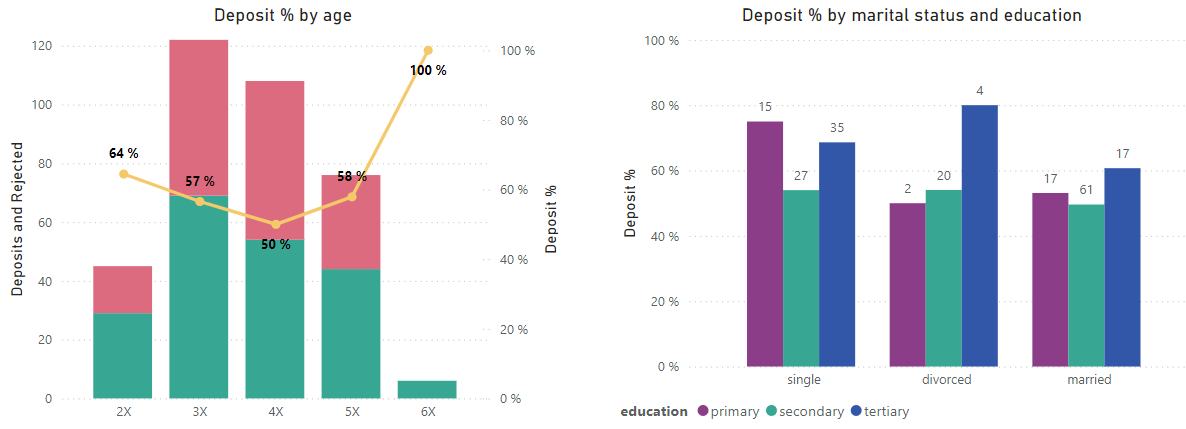 Deposit % by age
Deposits and Rejected
120
100
80
60
40
20
0
64 %
57 %
50 %
58 %
100 %
100 %
80 %
60 %
40 %
20 %
0 %
Deposit %
2X 3X 4X 5X 6X
Deposit % by marital status and education
Deposit %
100 %
80 %
60 %
40 %
20 %
0 %
15 27 35
2 20 4
17 61 17
single divorced married
education primary secondary tertiary